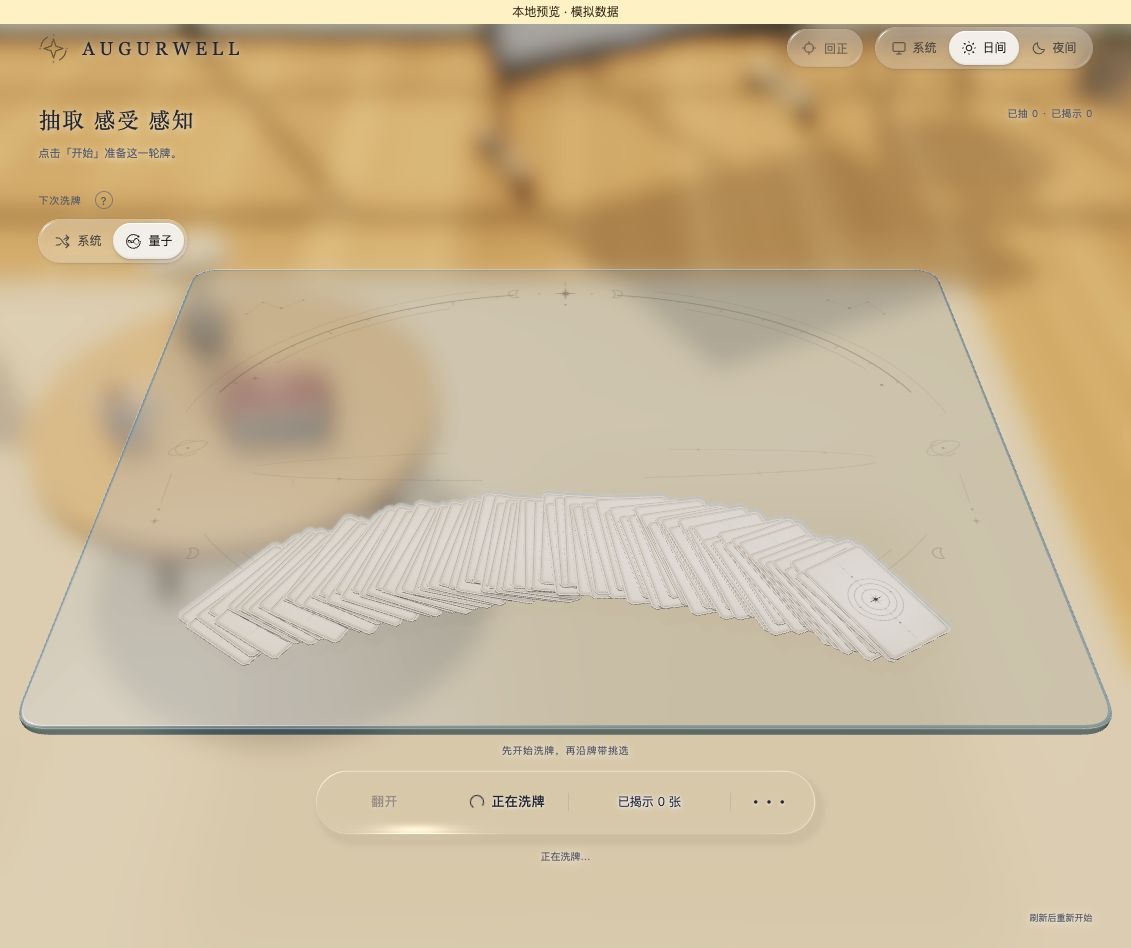 本地预览 · 模拟数据
AUGURWELL
回正
系统
日间
夜间
抽取 感受 感知
已抽 0 · 已揭示 0
点击「开始」准备这一轮牌。
下次洗牌 ?
系统
量子
先开始洗牌，再沿牌带挑选
翻开
正在洗牌
已揭示 0 张
正在洗牌...
刷新后重新开始